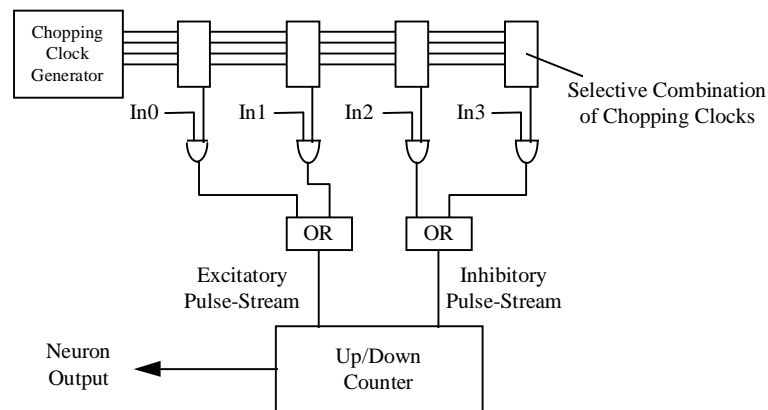 Chopping
Clock
Generator
Selective Combination
of Chopping Clocks
In0
In1
In2
In3
OR
OR
Excitatory
Pulse-Stream
Inhibitory
Pulse-Stream
Neuron
Output
Up/Down
Counter